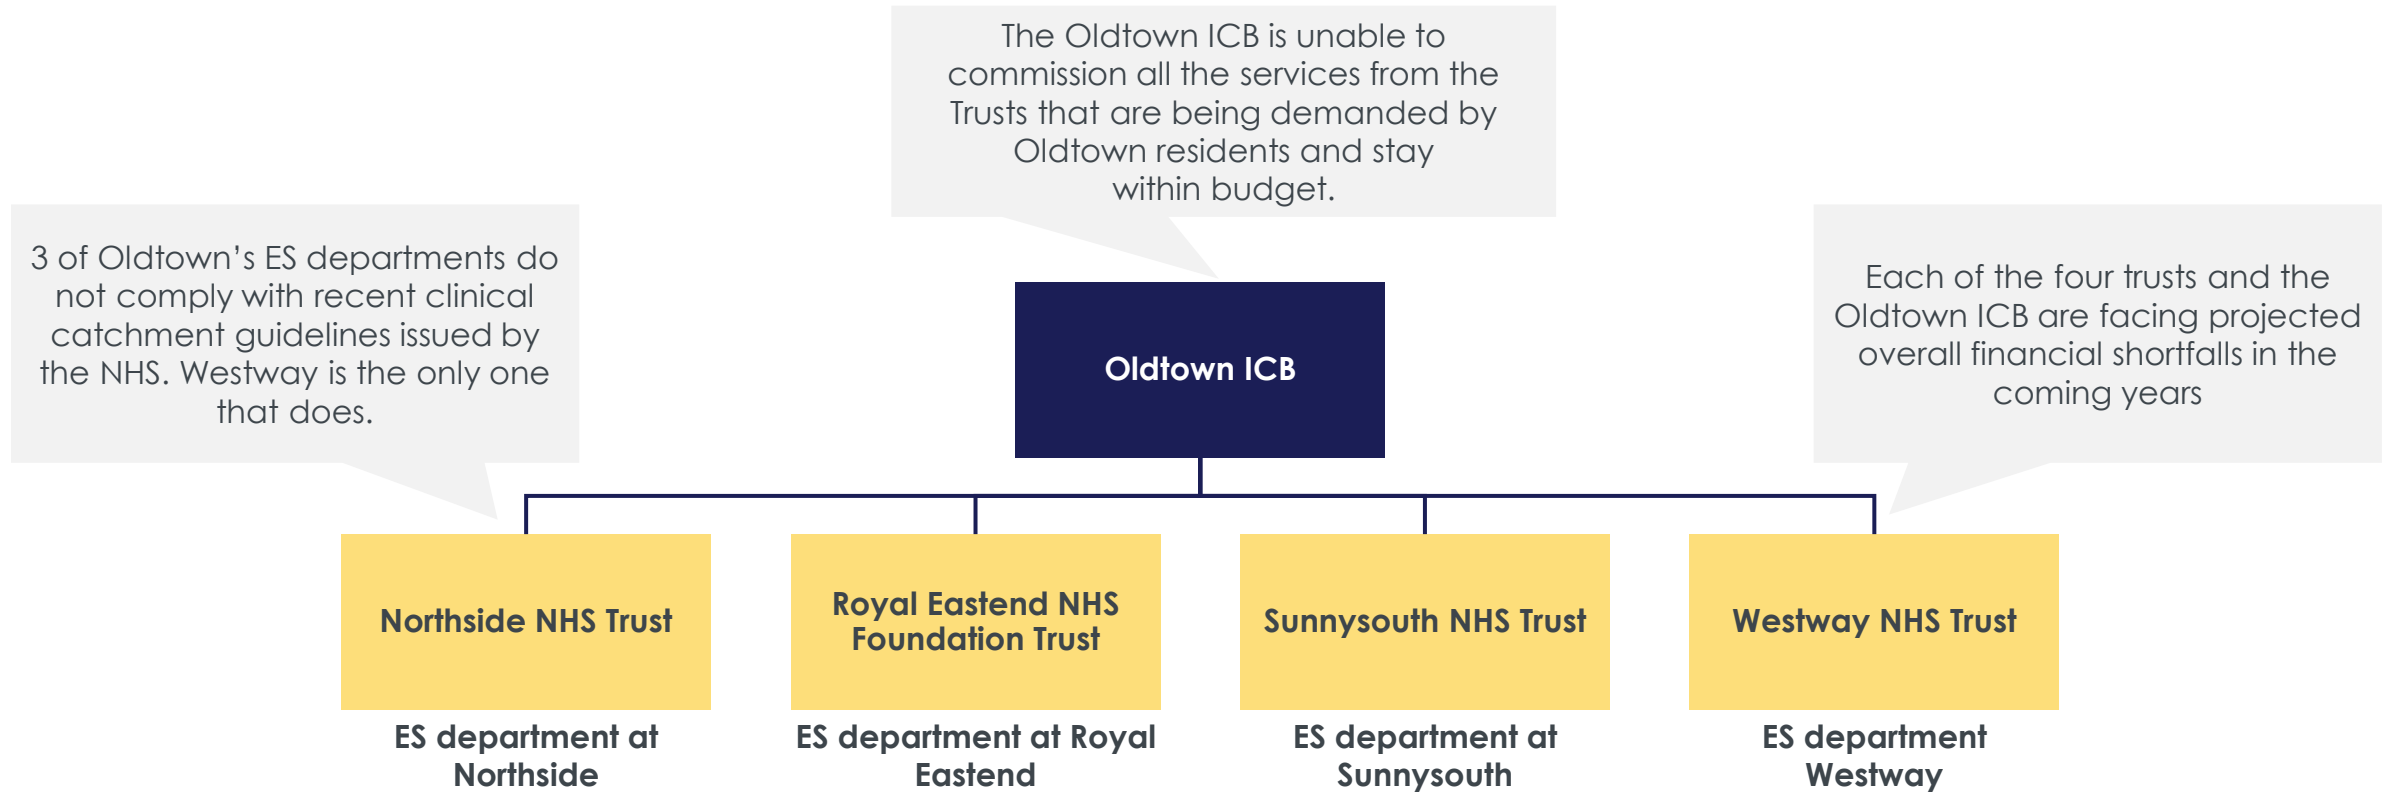 The Oldtown ICB is unable to
commission all the services from the
Trusts that are being demanded by
Oldtown residents and stay
within budget.
3 of Oldtown’s ES departments do
not comply with recent clinical
catchment guidelines issued by
the NHS. Westway is the only one
that does.
Each of the four trusts and the
Oldtown ICB are facing projected
overall financial shortfalls in the
coming years
Oldtown ICB
Northside NHS Trust
Royal Eastend NHS
Foundation Trust
Sunnysouth NHS Trust
Westway NHS Trust
ES department at
Northside
ES department at Royal
Eastend
ES department at
Sunnysouth
ES department
Westway